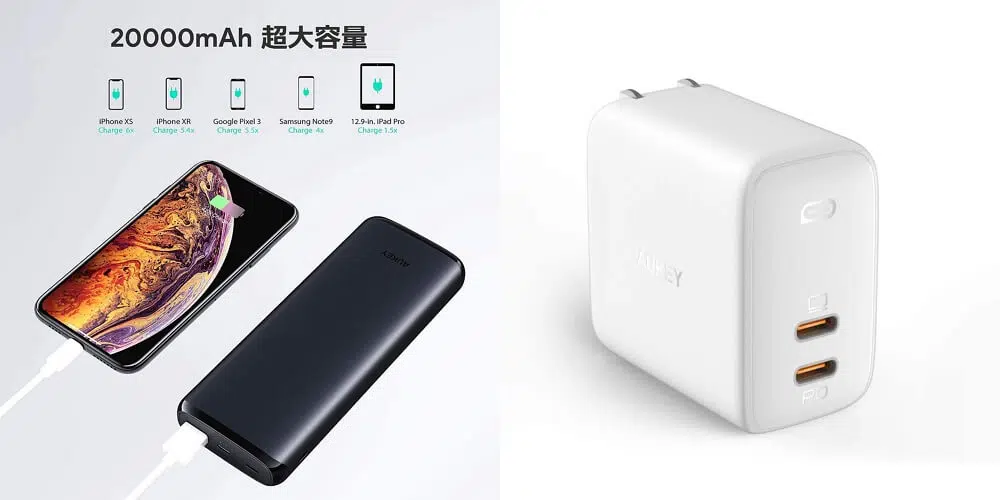 20000mAh 超大容量
iPhone XS
Charge 6x
iPhone XR
Charge 5.4x
Google Pixel 3
Charge 5.5x
Samsung Note9
Charge 4x
12.9-in. iPad Pro
Charge 1.5x
AUKEY
AUKEY